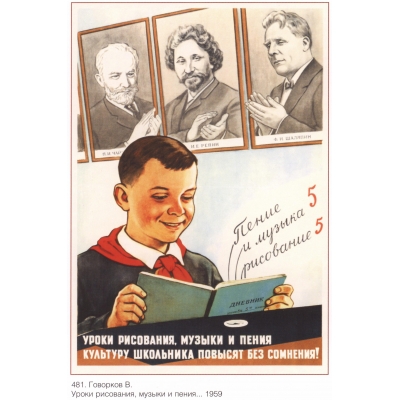 И.Е. РЕПИН
Ф. И. ШАЛЯПИН
Пение
и музыка 5
рисование 5
ДНЕВНИК
УРОКИ РИСОВАНИЯ, МУЗЫКИ И ПЕНИЯ
КУЛЬТУРУ ШКОЛЬНИКА ПОВЫСЯТ БЕЗ СОМНЕНИЯ!
481. Говорков В.
Уроки рисования, музыки и пения... 1959